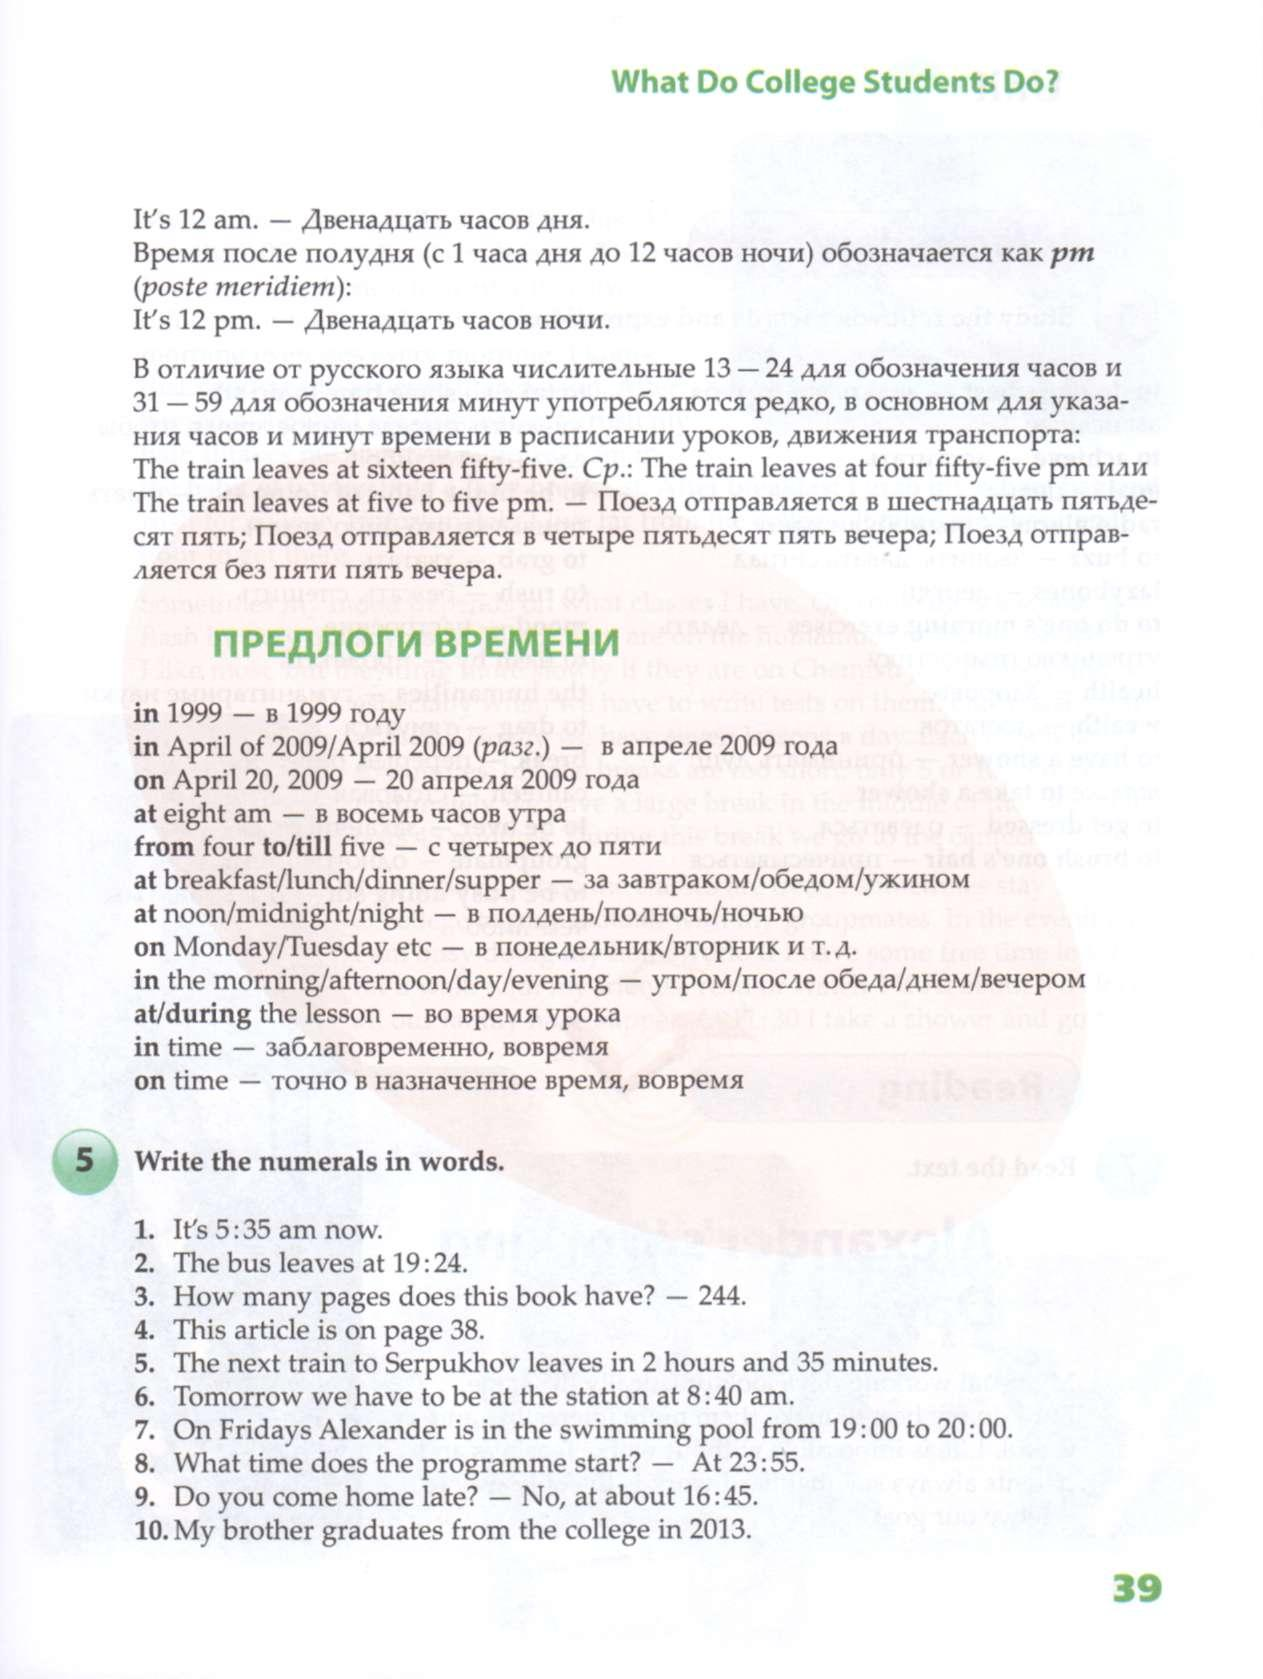 What Do College Students Do?
It's 12 am. — Двенадцать часов дня.
Время после полудня (с 1 часа дня до 12 часов ночи) обозначается как pm
(poste meridiem):
It's 12 pm. — Двенадцать часов ночи.
В отличие от русского языка числительные 13 — 24 для обозначения часов и
31 — 59 для обозначения минут употребляются редко, в основном для указа-
ния часов и минут времени в расписании уроков, движения транспорта:
The train leaves at sixteen fifty-five. Ср.: The train leaves at four fifty-five pm или
The train leaves at five to five pm. — Поезд отправляется в шестнадцать пятьде-
сят пять; Поезд отправляется в четыре пятьдесят пять вечера; Поезд отправ-
ляется без пяти пять вечера.
ПРЕДЛОГИ ВРЕМЕНИ
in 1999 — в 1999 году
in April of 2009/April 2009 (разг.) — в апреле 2009 года
on April 20, 2009 — 20 апреля 2009 года
at eight am — в восемь часов утра
from four to/till five — с четырех до пяти
at breakfast/lunch/dinner/supper — за завтраком/обедом/ужином
at noon/midnight/night — в полдень/полночь/ночью
on Monday/Tuesday etc — в понедельник/вторник и т. д.
in the morning/afternoon/day/evening — утром/после обеда/днем/вечером
at/during the lesson — во время урока
in time — заблаговременно, вовремя
on time — точно в назначенное время, вовремя
5 Write the numerals in words.
1. It's 5:35 am now.
2. The bus leaves at 19:24.
3. How many pages does this book have? — 244.
4. This article is on page 38.
5. The next train to Serpukhov leaves in 2 hours and 35 minutes.
6. Tomorrow we have to be at the station at 8:40 am.
7. On Fridays Alexander is in the swimming pool from 19:00 to 20:00.
8. What time does the programme start? — At 23:55.
9. Do you come home late? — No, at about 16:45.
10. My brother graduates from the college in 2013.
39